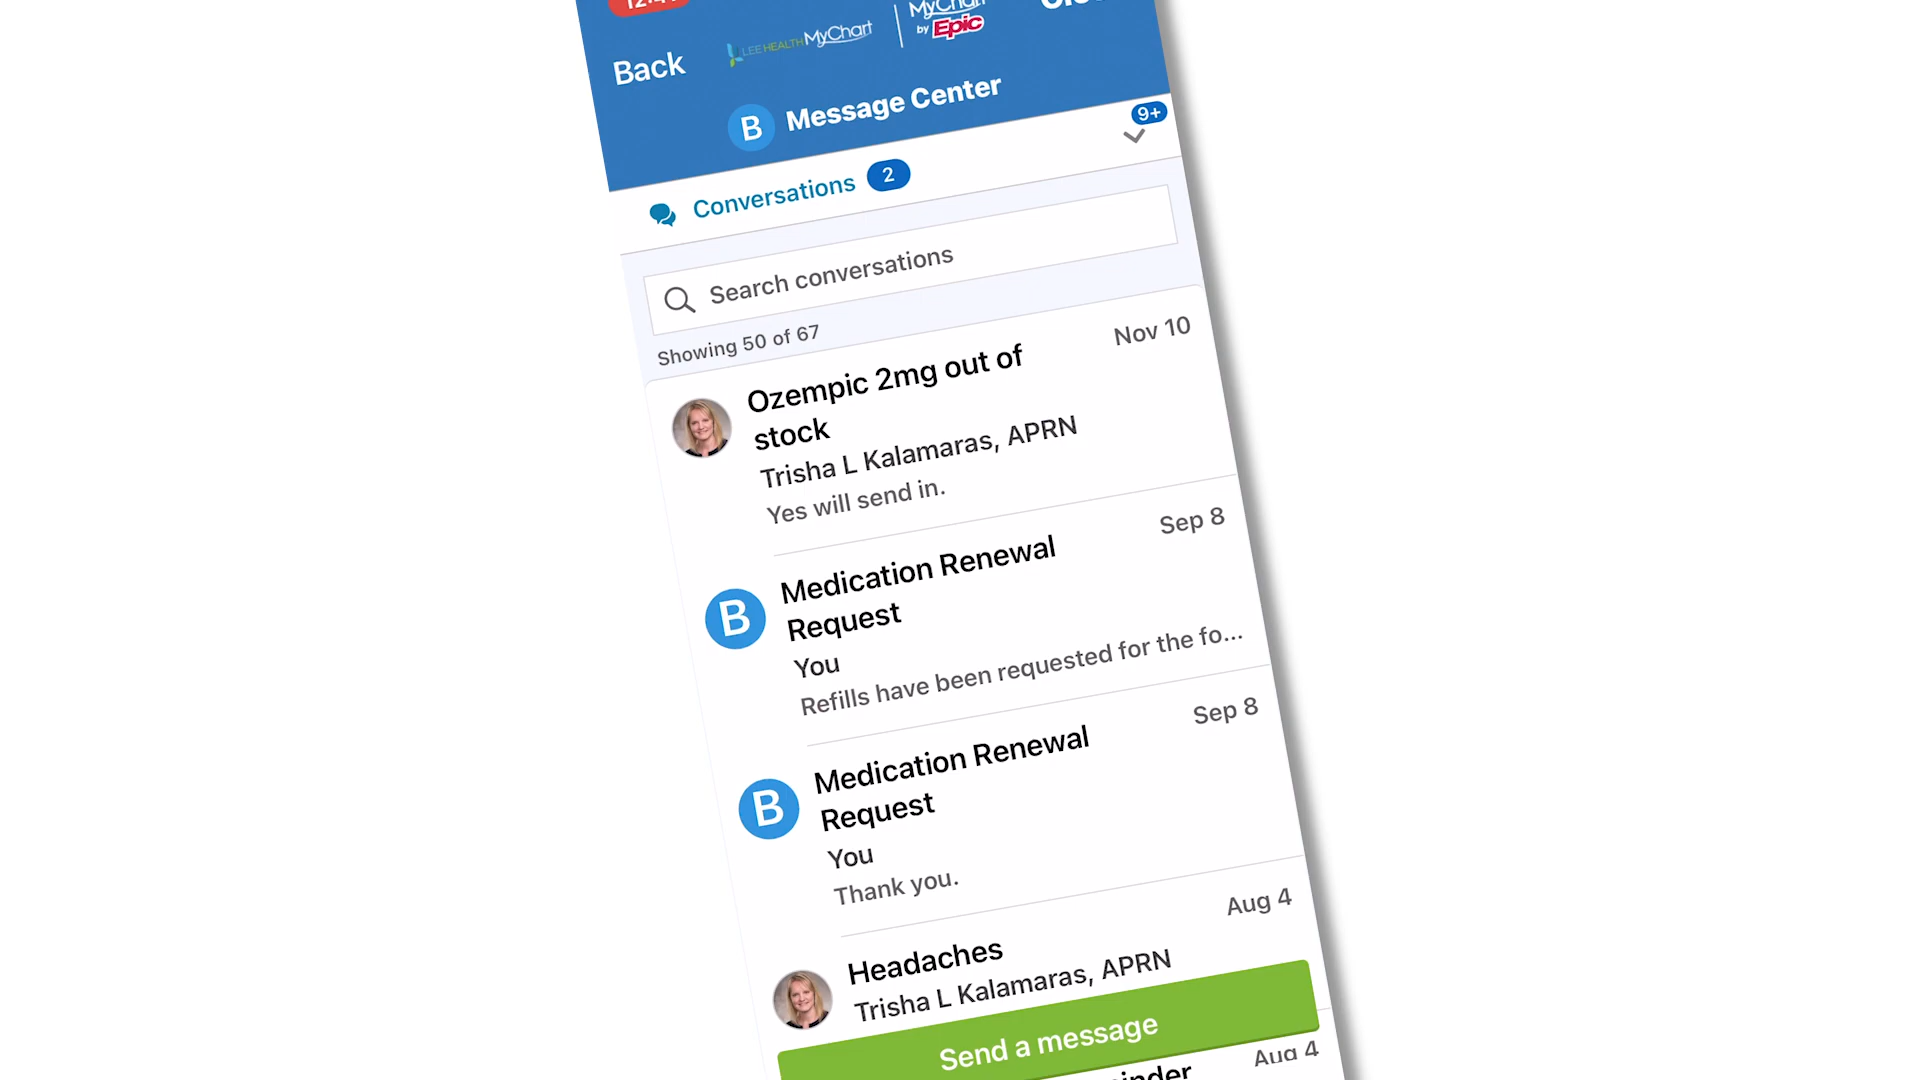 Back
LEE HEALTH MyChart
MyChart
by Epic
B Message Center
9+
Conversations 2
Search conversations
Showing 50 of 67
Ozempic 2mg out of
stock
Nov 10
Trisha L Kalamaras, APRN
Yes will send in.
B
Medication Renewal
Request
Sep 8
You
Refills have been requested for the fo...
B
Medication Renewal
Request
Sep 8
You
Thank you.
Headaches
Aug 4
Trisha L Kalamaras, APRN
Send a message
Aug 4